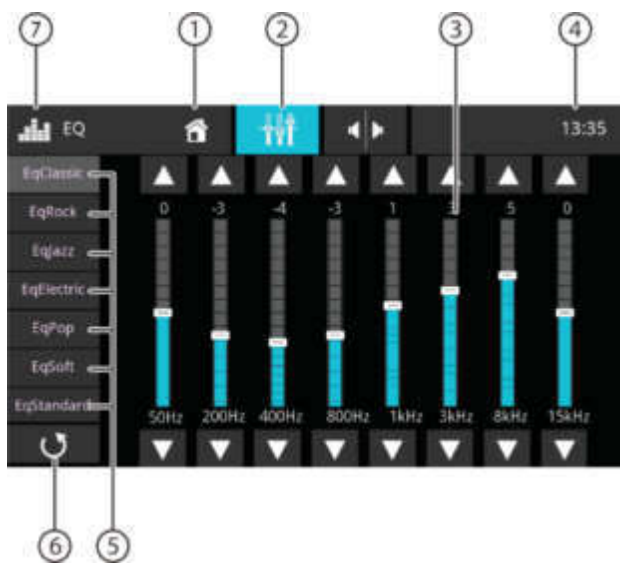 7 1 2 3 4
EQ 13:35
EqClassic
0 -3 -4 -3 1 3 5 0
EqRock
EqJazz
EqElectric
EqPop
EqSoft
EqStandard
50Hz 200Hz 400Hz 800Hz 1kHz 3kHz 8kHz 15kHz
6 5